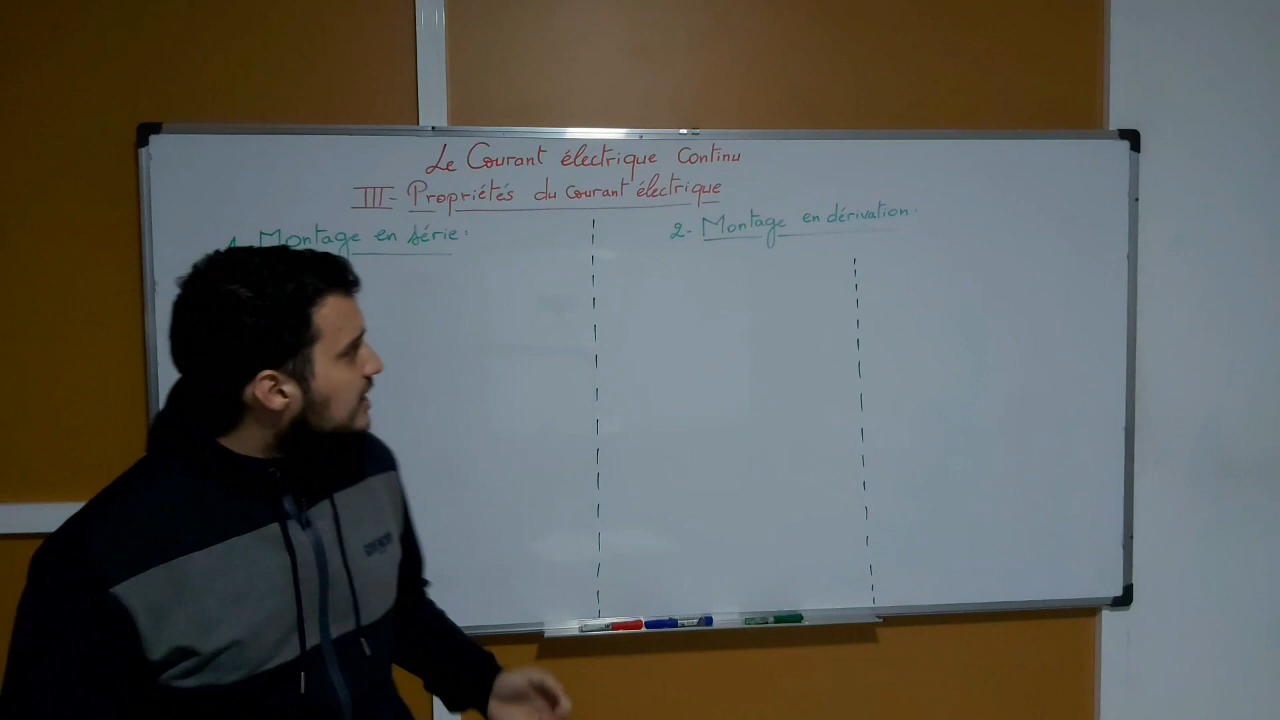 Le Courant électrique Continu
III- Propriétés du courant électrique
1- Montage en série:
2- Montage en dérivation: